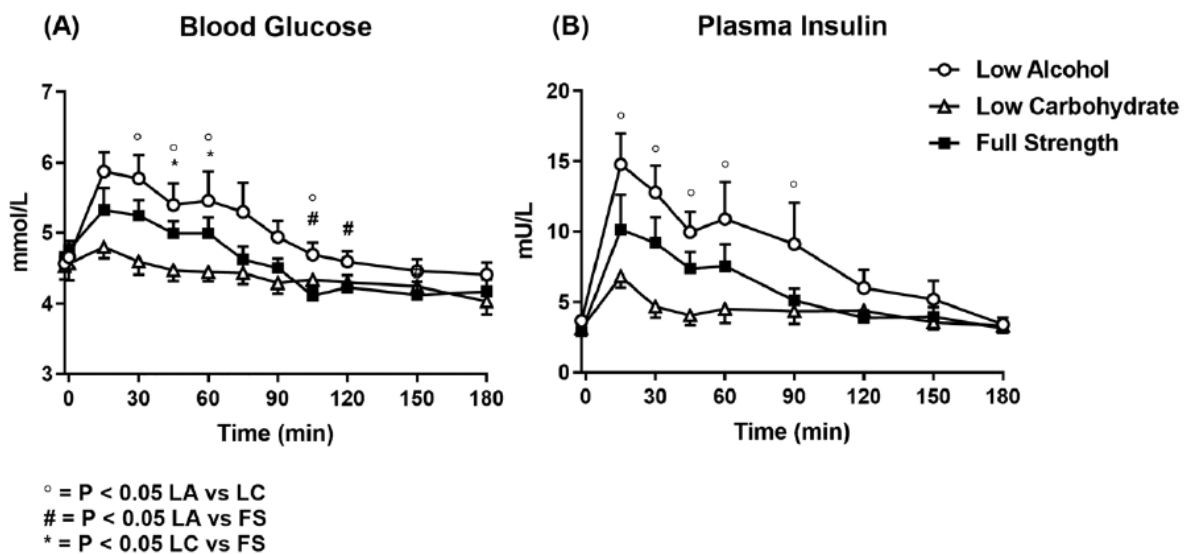 (A) Blood Glucose
7
6
5
4
3
mmol/L
0 30 60 90 120 150 180
Time (min)
° ° ° ° * * # #
(B) Plasma Insulin
20
15
10
5
0
mU/L
0 30 60 90 120 150 180
Time (min)
° ° ° ° °
Low Alcohol
Low Carbohydrate
Full Strength
° = P < 0.05 LA vs LC
# = P < 0.05 LA vs FS
* = P < 0.05 LC vs FS